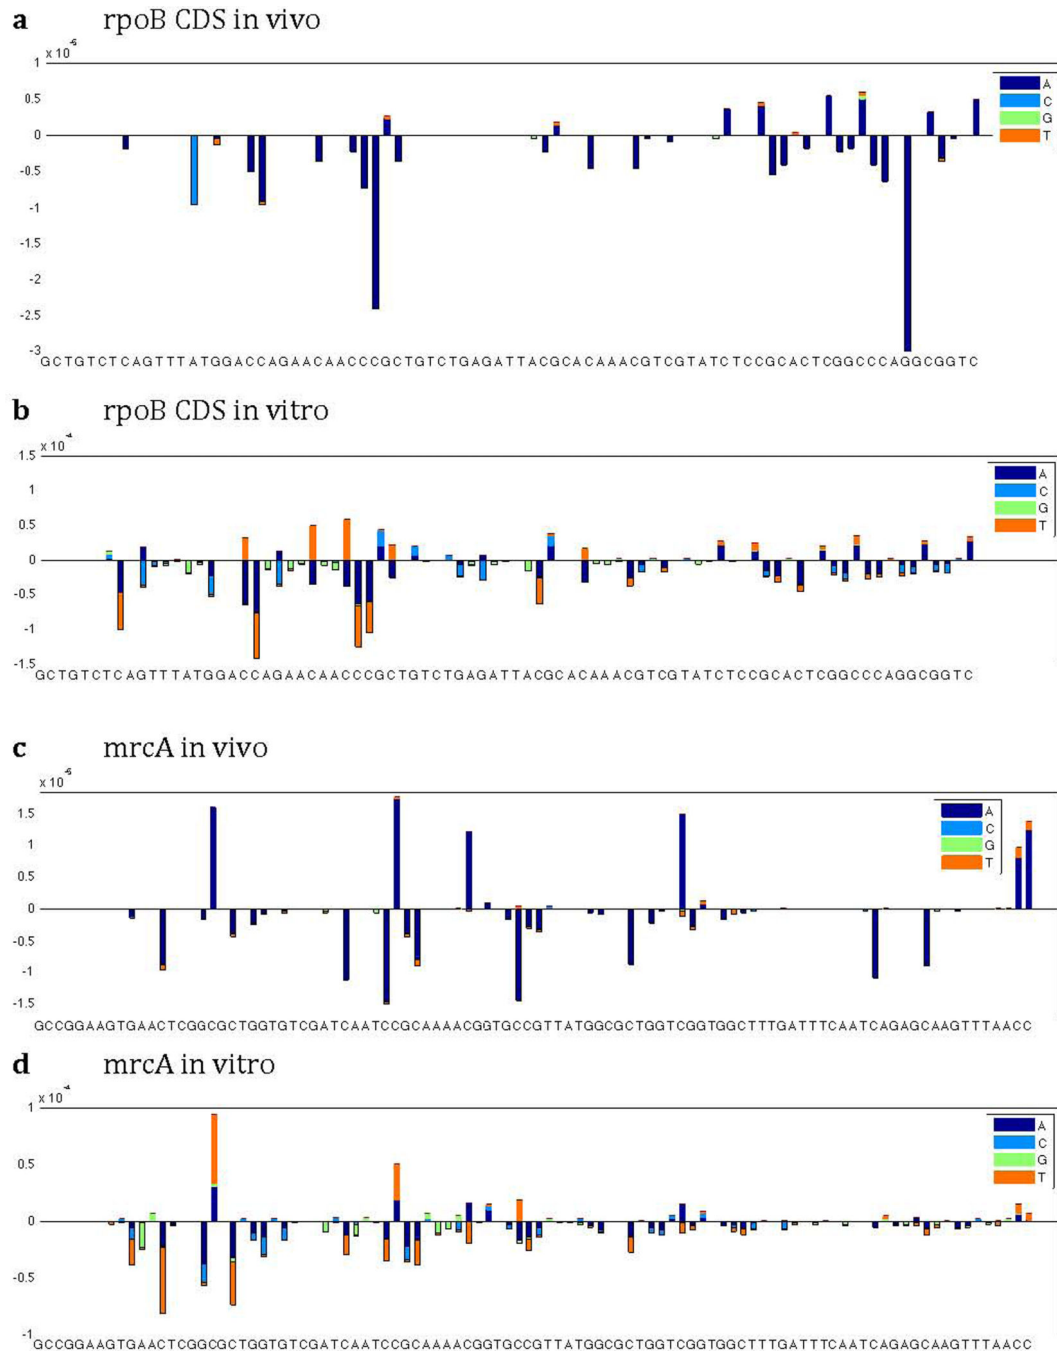 a rpoB CDS in vivo
x 10^-6
1
0.5
0
-0.5
-1
-1.5
-2
-2.5
-3
A
C
G
T
GCTGTCTCAGTTTATGGACCAGAACAACCCGCTGTCTGAGATTACGCACAAACGTCGTATCTCCGCACTCGGCCCAGGCGGTC
b rpoB CDS in vitro
x 10^-4
1.5
1
0.5
0
-0.5
-1
-1.5
A
C
G
T
GCTGTCTCAGTTTATGGACCAGAACAACCCGCTGTCTGAGATTACGCACAAACGTCGTATCTCCGCACTCGGCCCAGGCGGTC
c mrcA in vivo
x 10
1.5
1
0.5
0
-0.5
-1
-1.5
A
C
G
T
GCCGGAAGTGAACTCGGCGCTGGTGTCGATCAATCCGCAAAACGGTGCCGTTATGGCGCTGGTCGGTGGCTTTGATTTCAATCAGAGCAAGTTTAACC
d mrcA in vitro
x 10^-4
1
0.5
0
-0.5
-1
A
C
G
T
GCCGGAAGTGAACTCGGCGCTGGTGTCGATCAATCCGCAAAACGGTGCCGTTATGGCGCTGGTCGGTGGCTTTGATTTCAATCAGAGCAAGTTTAACC